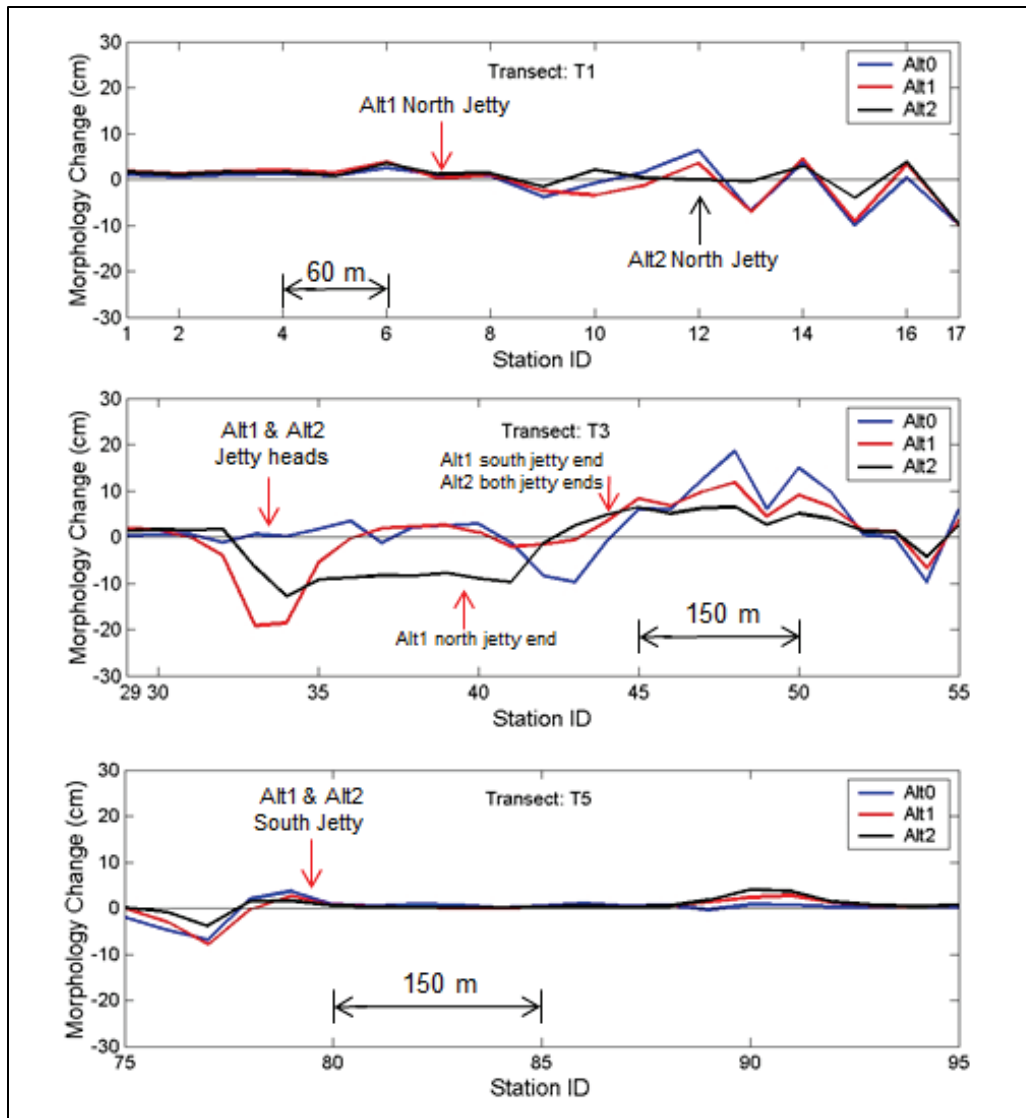 Morphology Change (cm)
30
20
10
0
-10
-20
-30
Transect: T1
Alt0
Alt1
Alt2
Alt1 North Jetty
Alt2 North Jetty
60 m
1 2 4 6 8 10 12 14 16 17
Station ID
Morphology Change (cm)
30
20
10
0
-10
-20
-30
Transect: T3
Alt0
Alt1
Alt2
Alt1 & Alt2
Jetty heads
Alt1 south jetty end
Alt2 both jetty ends
Alt1 north jetty end
150 m
29 30 35 40 45 50 55
Station ID
Morphology Change (cm)
30
20
10
0
-10
-20
-30
Transect: T5
Alt0
Alt1
Alt2
Alt1 & Alt2
South Jetty
150 m
75 80 85 90 95
Station ID